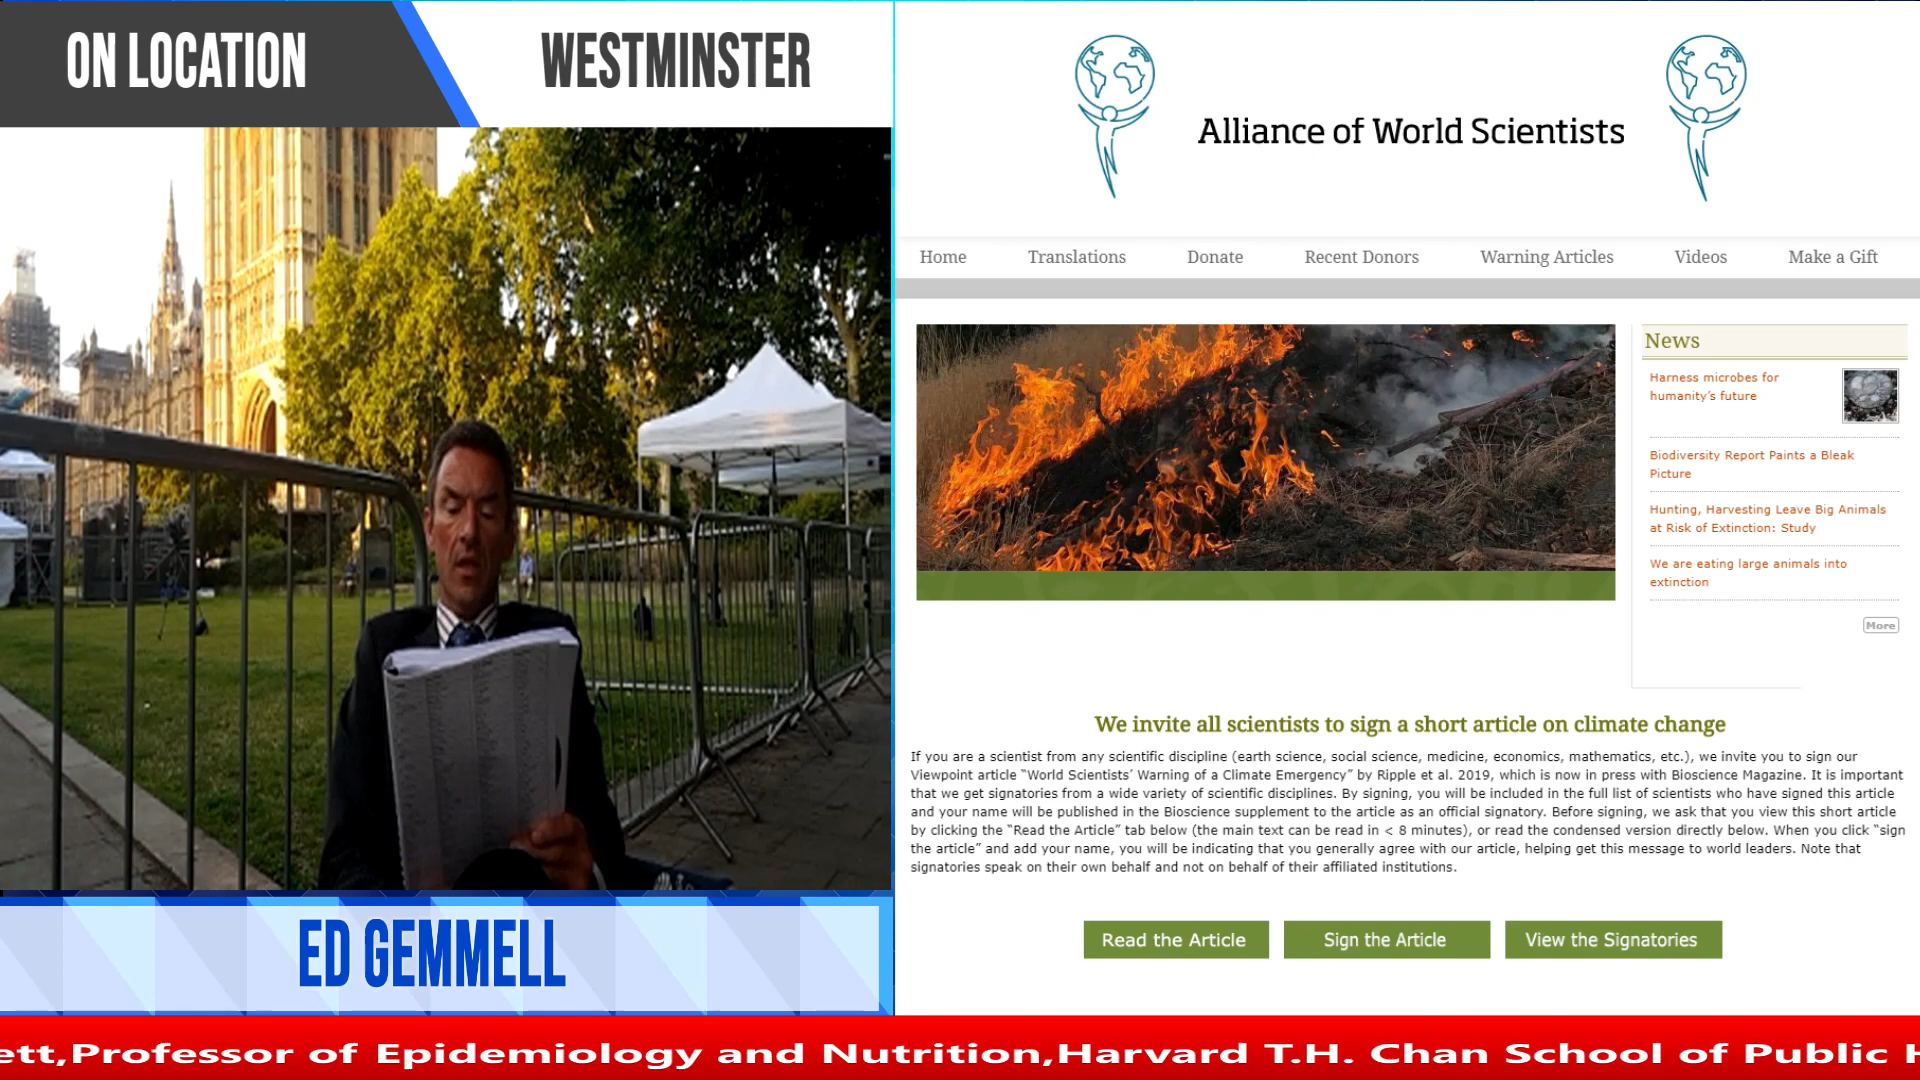 ON LOCATION
WESTMINSTER
ED GEMMELL
Alliance of World Scientists
Home
Translations
Donate
Recent Donors
Warning Articles
Videos
Make a Gift
News
Harness microbes for
humanity's future
Biodiversity Report Paints a Bleak
Picture
Hunting, Harvesting Leave Big Animals
at Risk of Extinction: Study
We are eating large animals into
extinction
More
We invite all scientists to sign a short article on climate change
If you are a scientist from any scientific discipline (earth science, social science, medicine, economics, mathematics, etc.), we invite you to sign our
Viewpoint article “World Scientists’ Warning of a Climate Emergency” by Ripple et al. 2019, which is now in press with Bioscience Magazine. It is important
that we get signatories from a wide variety of scientific disciplines. By signing, you will be included in the full list of scientists who have signed this article
and your name will be published in the Bioscience supplement to the article as an official signatory. Before signing, we ask that you view this short article
by clicking the “Read the Article” tab below (the main text can be read in < 8 minutes), or read the condensed version directly below. When you click “sign
the article” and add your name, you will be indicating that you generally agree with our article, helping get this message to world leaders. Note that
signatories speak on their own behalf and not on behalf of their affiliated institutions.
Read the Article
Sign the Article
View the Signatories
ett,Professor of Epidemiology and Nutrition,Harvard T.H. Chan School of Public H